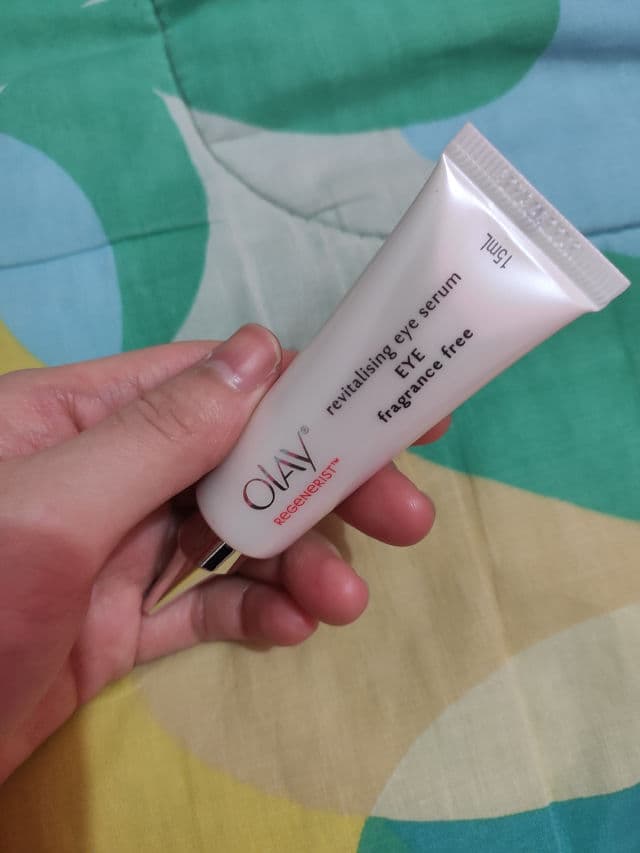 OLAY®
REGENERIST™
revitalising eye serum
EYE
fragrance free
15mL